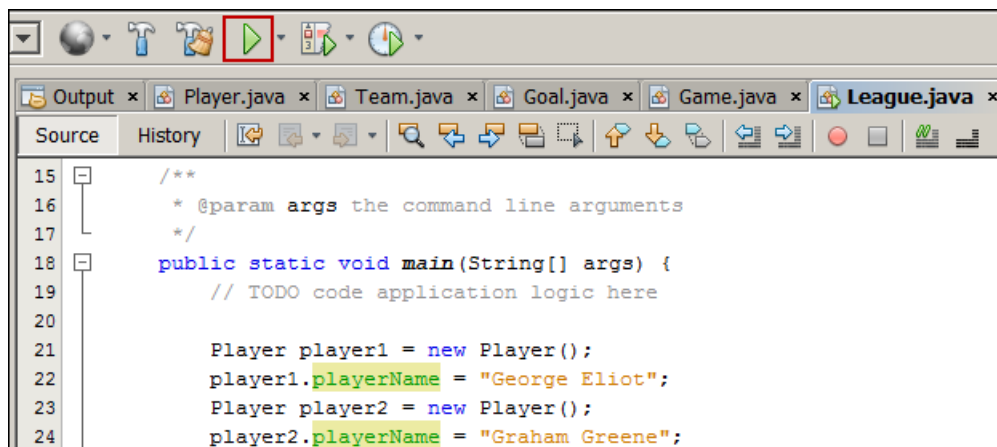 Output × Player.java × Team.java × Goal.java × Game.java × League.java ×
Source History
15 /**
16 * @param args the command line arguments
17 */
18 public static void main(String[] args) {
19 // TODO code application logic here
20
21 Player player1 = new Player();
22 player1.playerName = "George Eliot";
23 Player player2 = new Player();
24 player2.playerName = "Graham Greene";